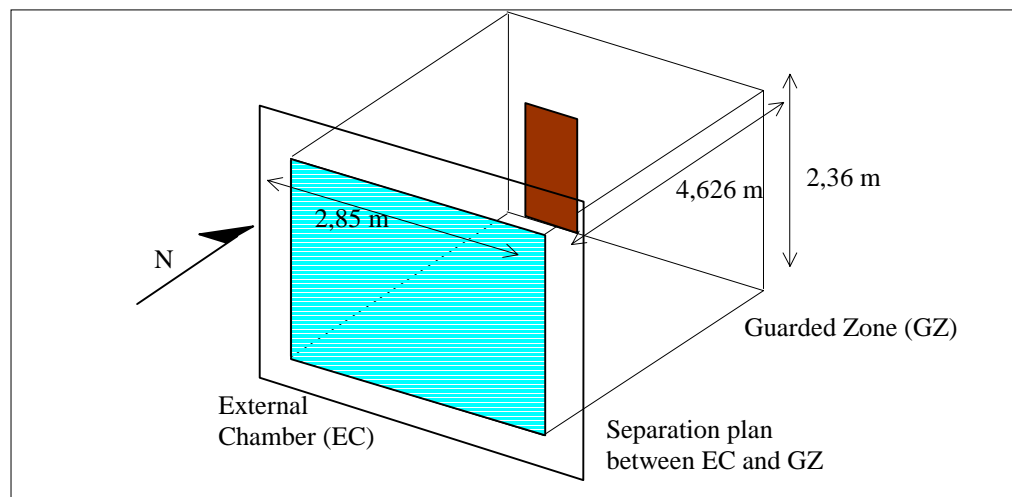 4,626 m
2,36 m
2,85 m
N
Guarded Zone (GZ)
External
Chamber (EC)
Separation plan
between EC and GZ